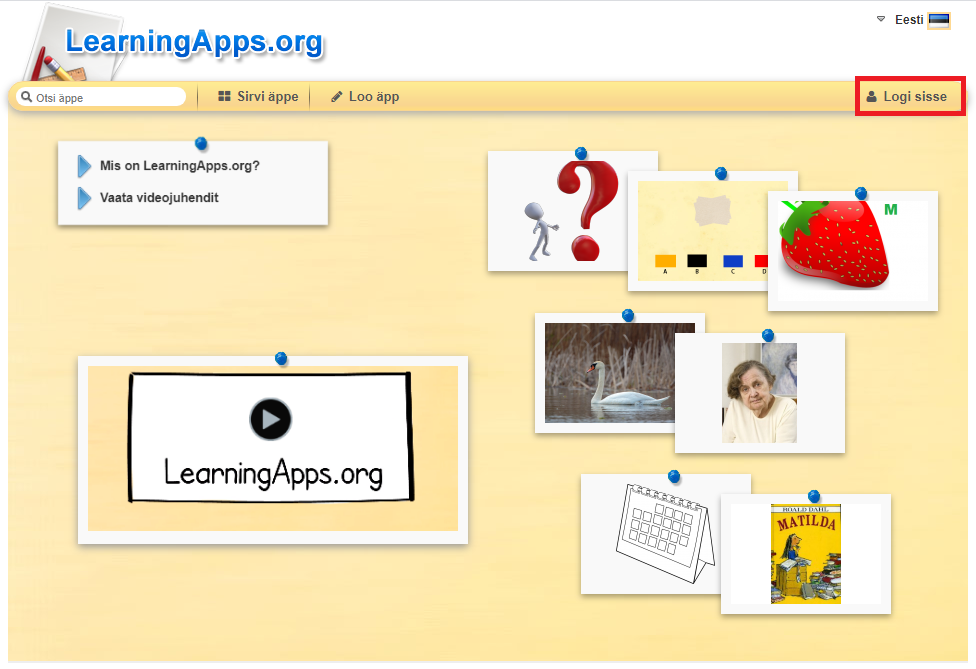 LearningApps.org
Eesti
Otsi äppe
Sirvi äppe
Loo äpp
Logi sisse
Mis on LearningApps.org?
Vaata videojuhendit
M
A B C D
LearningApps.org
ROALD DAHL
MATILDA